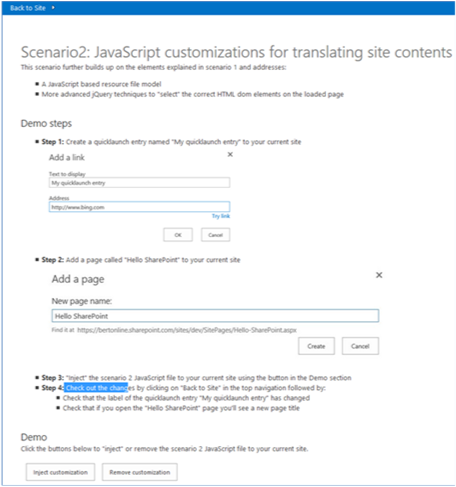 Back to Site
Scenario2: JavaScript customizations for translating site contents
This scenario further builds up on the elements explained in scenario 1 and addresses:
A JavaScript based resource file model
More advanced jQuery techniques to "select" the correct HTML dom elements on the loaded page
Demo steps
Step 1: Create a quicklaunch entry named "My quicklaunch entry" to your current site
Add a link
Text to display
My quicklaunch entry
Address
http://www.bing.com
Try link
OK Cancel
Step 2: Add a page called "Hello SharePoint" to your current site
Add a page
New page name:
Hello SharePoint
Find it at https://bertonline.sharepoint.com/sites/dev/SitePages/Hello-SharePoint.aspx
Create Cancel
Step 3: "Inject" the scenario 2 JavaScript file to your current site using the button in the Demo section
Step 4: Check out the changes by clicking on "Back to Site" in the top navigation followed by:
Check that the label of the quicklaunch entry "My quicklaunch entry" has changed
Check that if you open the "Hello SharePoint" page you'll see a new page title
Demo
Click the buttons below to "inject" or remove the scenario 2 JavaScript file to your current site.
Inject customization Remove customization